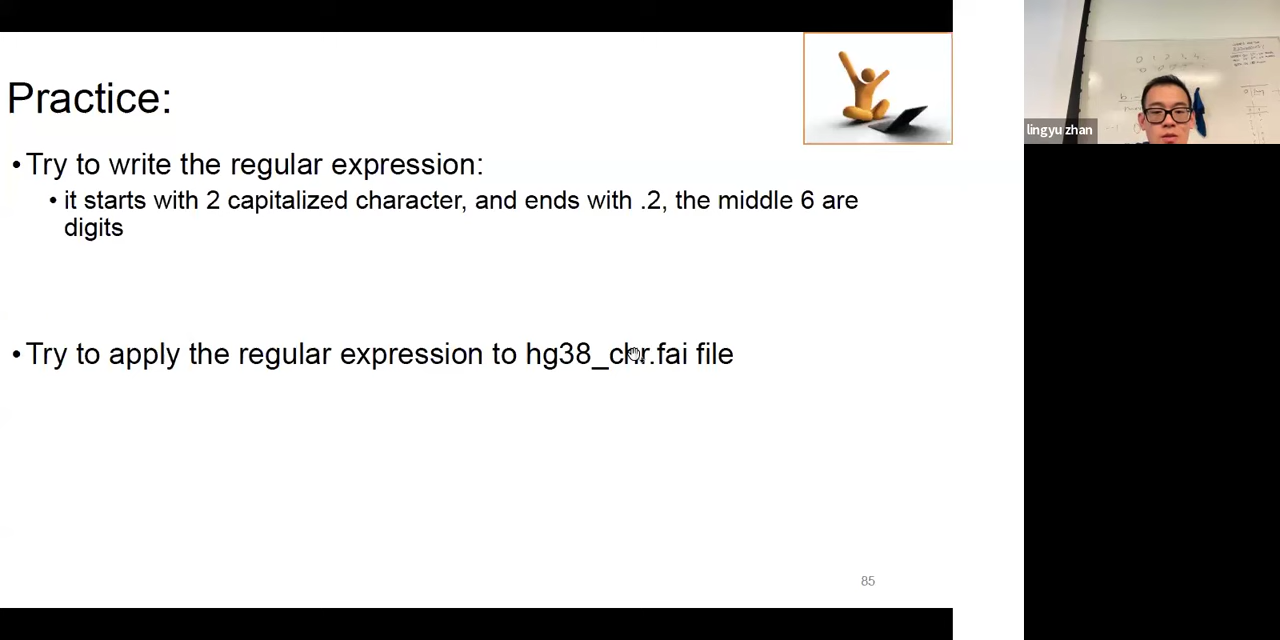 Practice:
• Try to write the regular expression:
• it starts with 2 capitalized character, and ends with .2, the middle 6 are
digits
• Try to apply the regular expression to hg38_chr.fai file
85
lingyu zhan